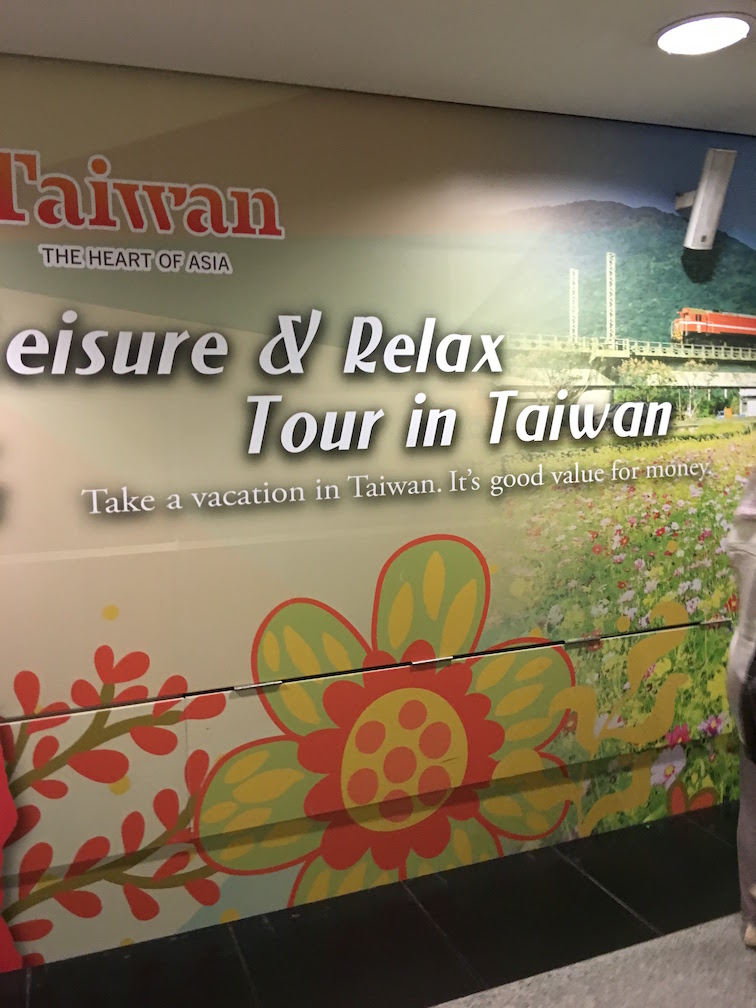 Taiwan
THE HEART OF ASIA
eisure & Relax
Tour in Taiwan
Take a vacation in Taiwan. It's good value for money.